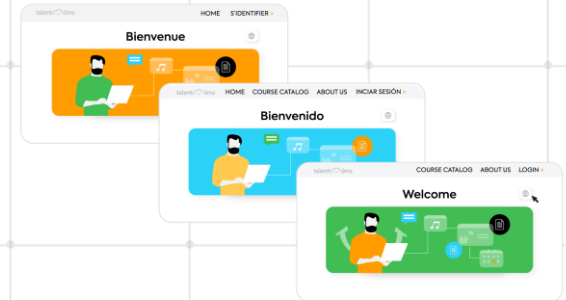 talent lms HOME S'IDENTIFIER >
Bienvenue
talent lms HOME COURSE CATALOG ABOUT US INCIAR SESIÓN >
Bienvenido
talent lms COURSE CATALOG ABOUT US LOGIN >
Welcome